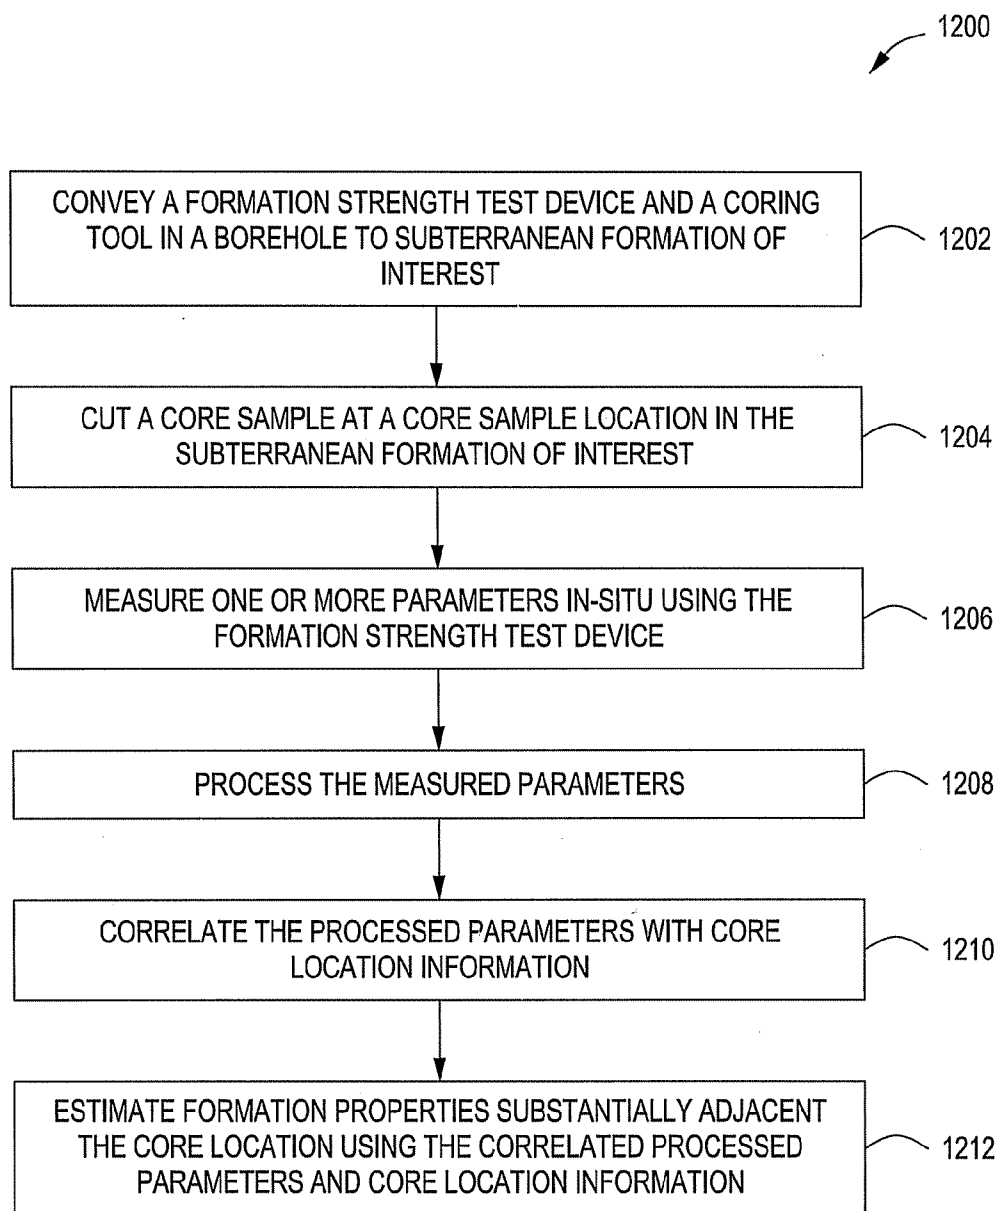 1200
CONVEY A FORMATION STRENGTH TEST DEVICE AND A CORING
TOOL IN A BOREHOLE TO SUBTERRANEAN FORMATION OF
INTEREST
1202
CUT A CORE SAMPLE AT A CORE SAMPLE LOCATION IN THE
SUBTERRANEAN FORMATION OF INTEREST
1204
MEASURE ONE OR MORE PARAMETERS IN-SITU USING THE
FORMATION STRENGTH TEST DEVICE
1206
PROCESS THE MEASURED PARAMETERS
1208
CORRELATE THE PROCESSED PARAMETERS WITH CORE
LOCATION INFORMATION
1210
ESTIMATE FORMATION PROPERTIES SUBSTANTIALLY ADJACENT
THE CORE LOCATION USING THE CORRELATED PROCESSED
PARAMETERS AND CORE LOCATION INFORMATION
1212